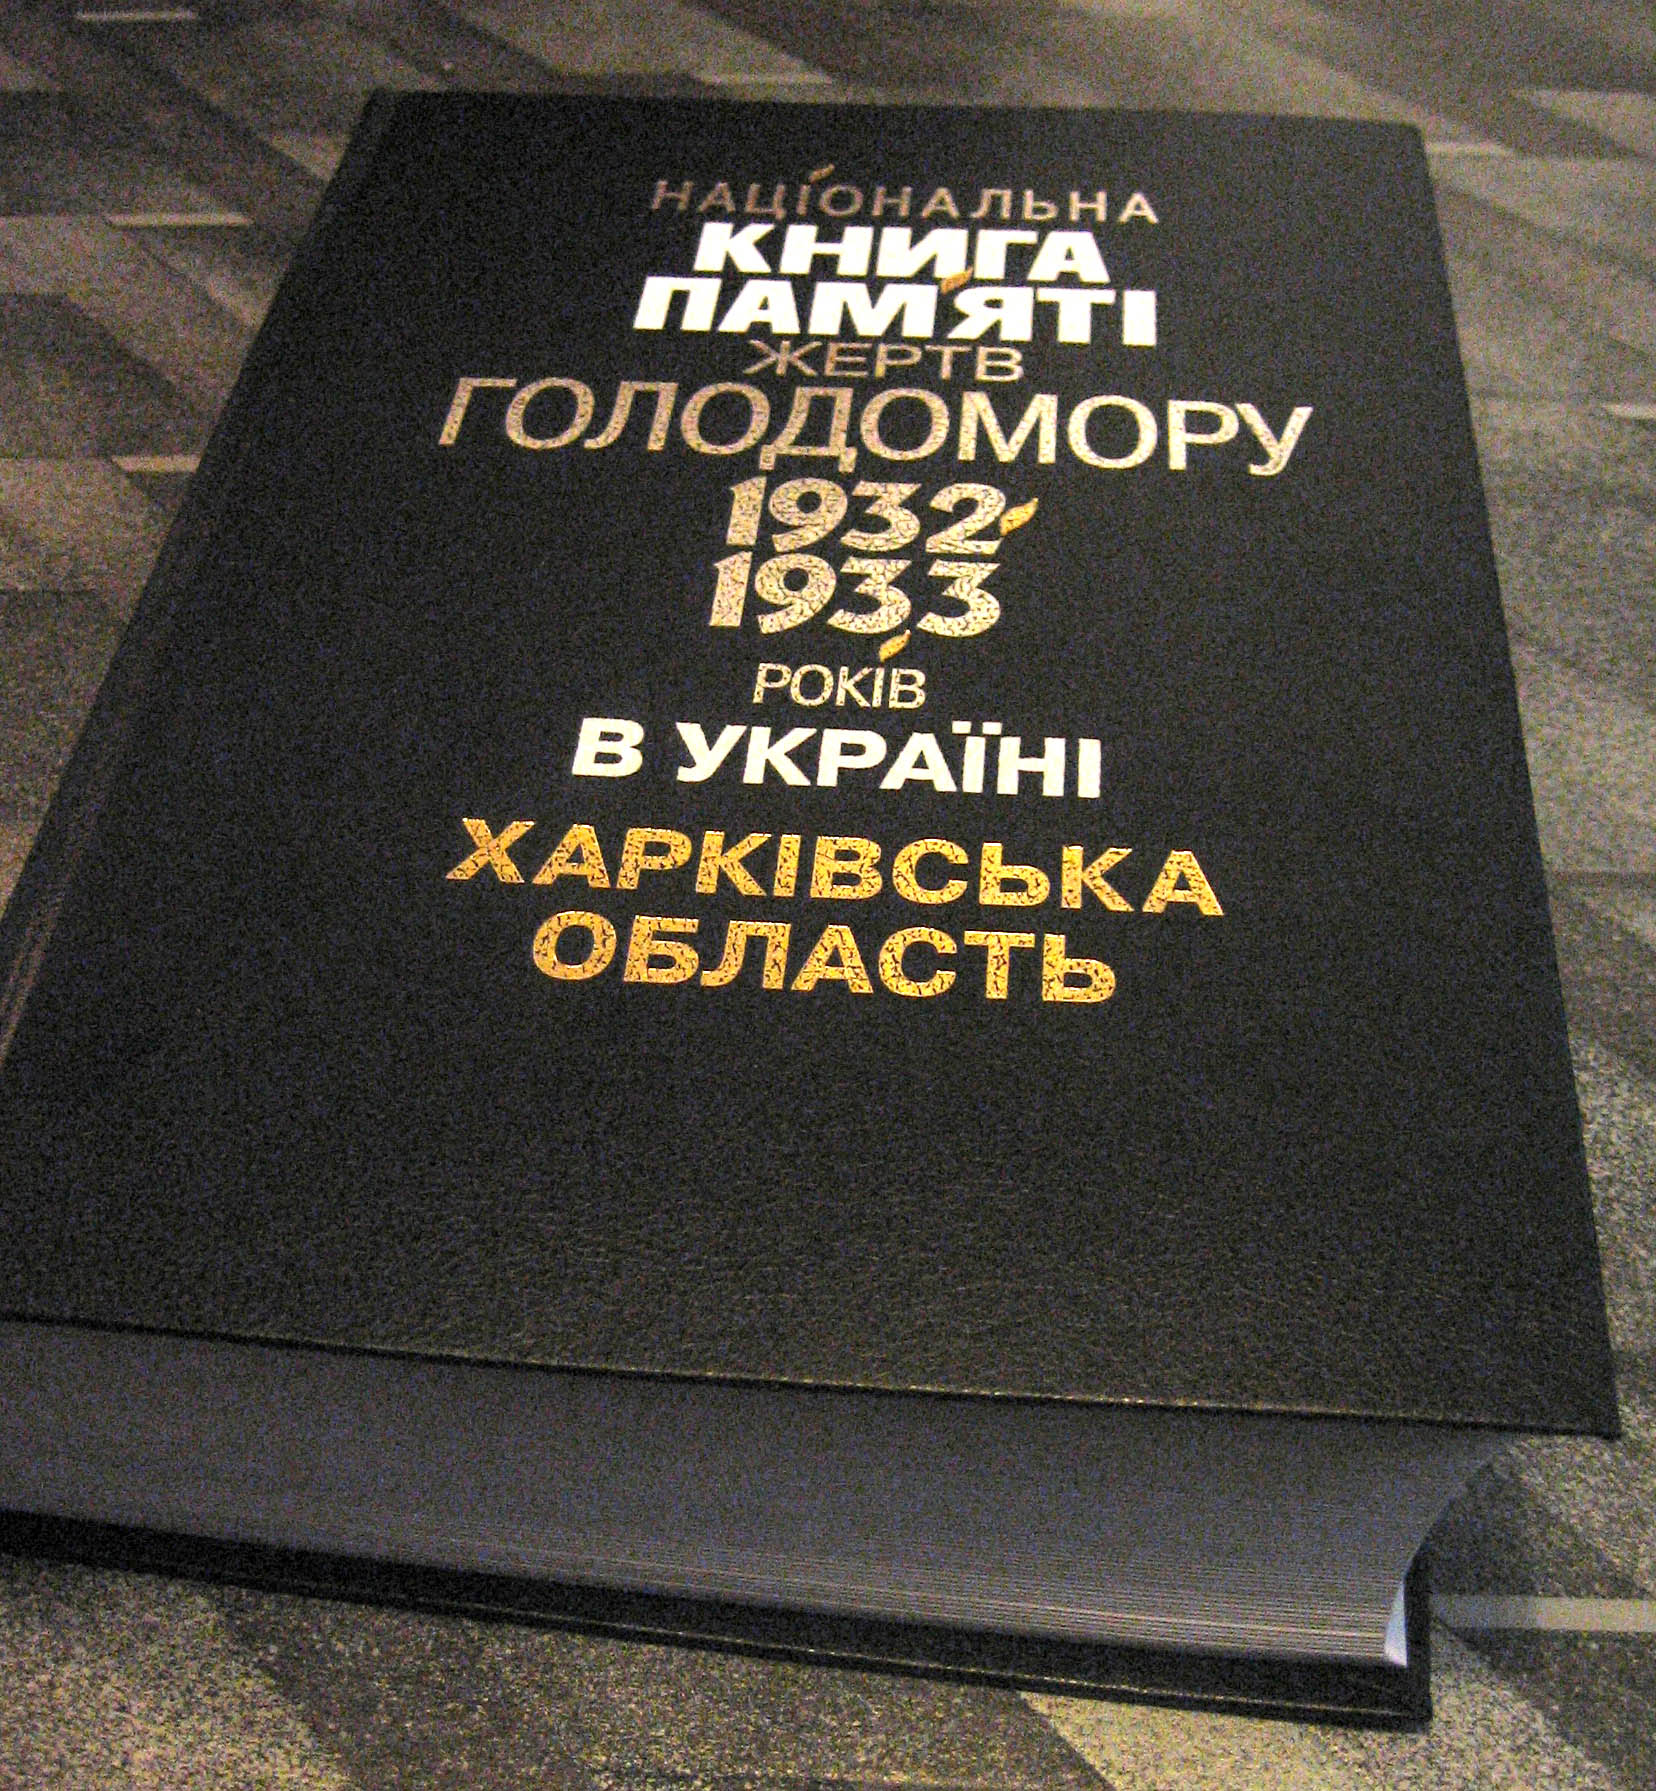 НАЦІОНАЛЬНА
КНИГА
ПАМ'ЯТІ
ЖЕРТВ
ГОЛОДОМОРУ
1932
1933
РОКІВ
В УКРАЇНІ
ХАРКІВСЬКА
ОБЛАСТЬ